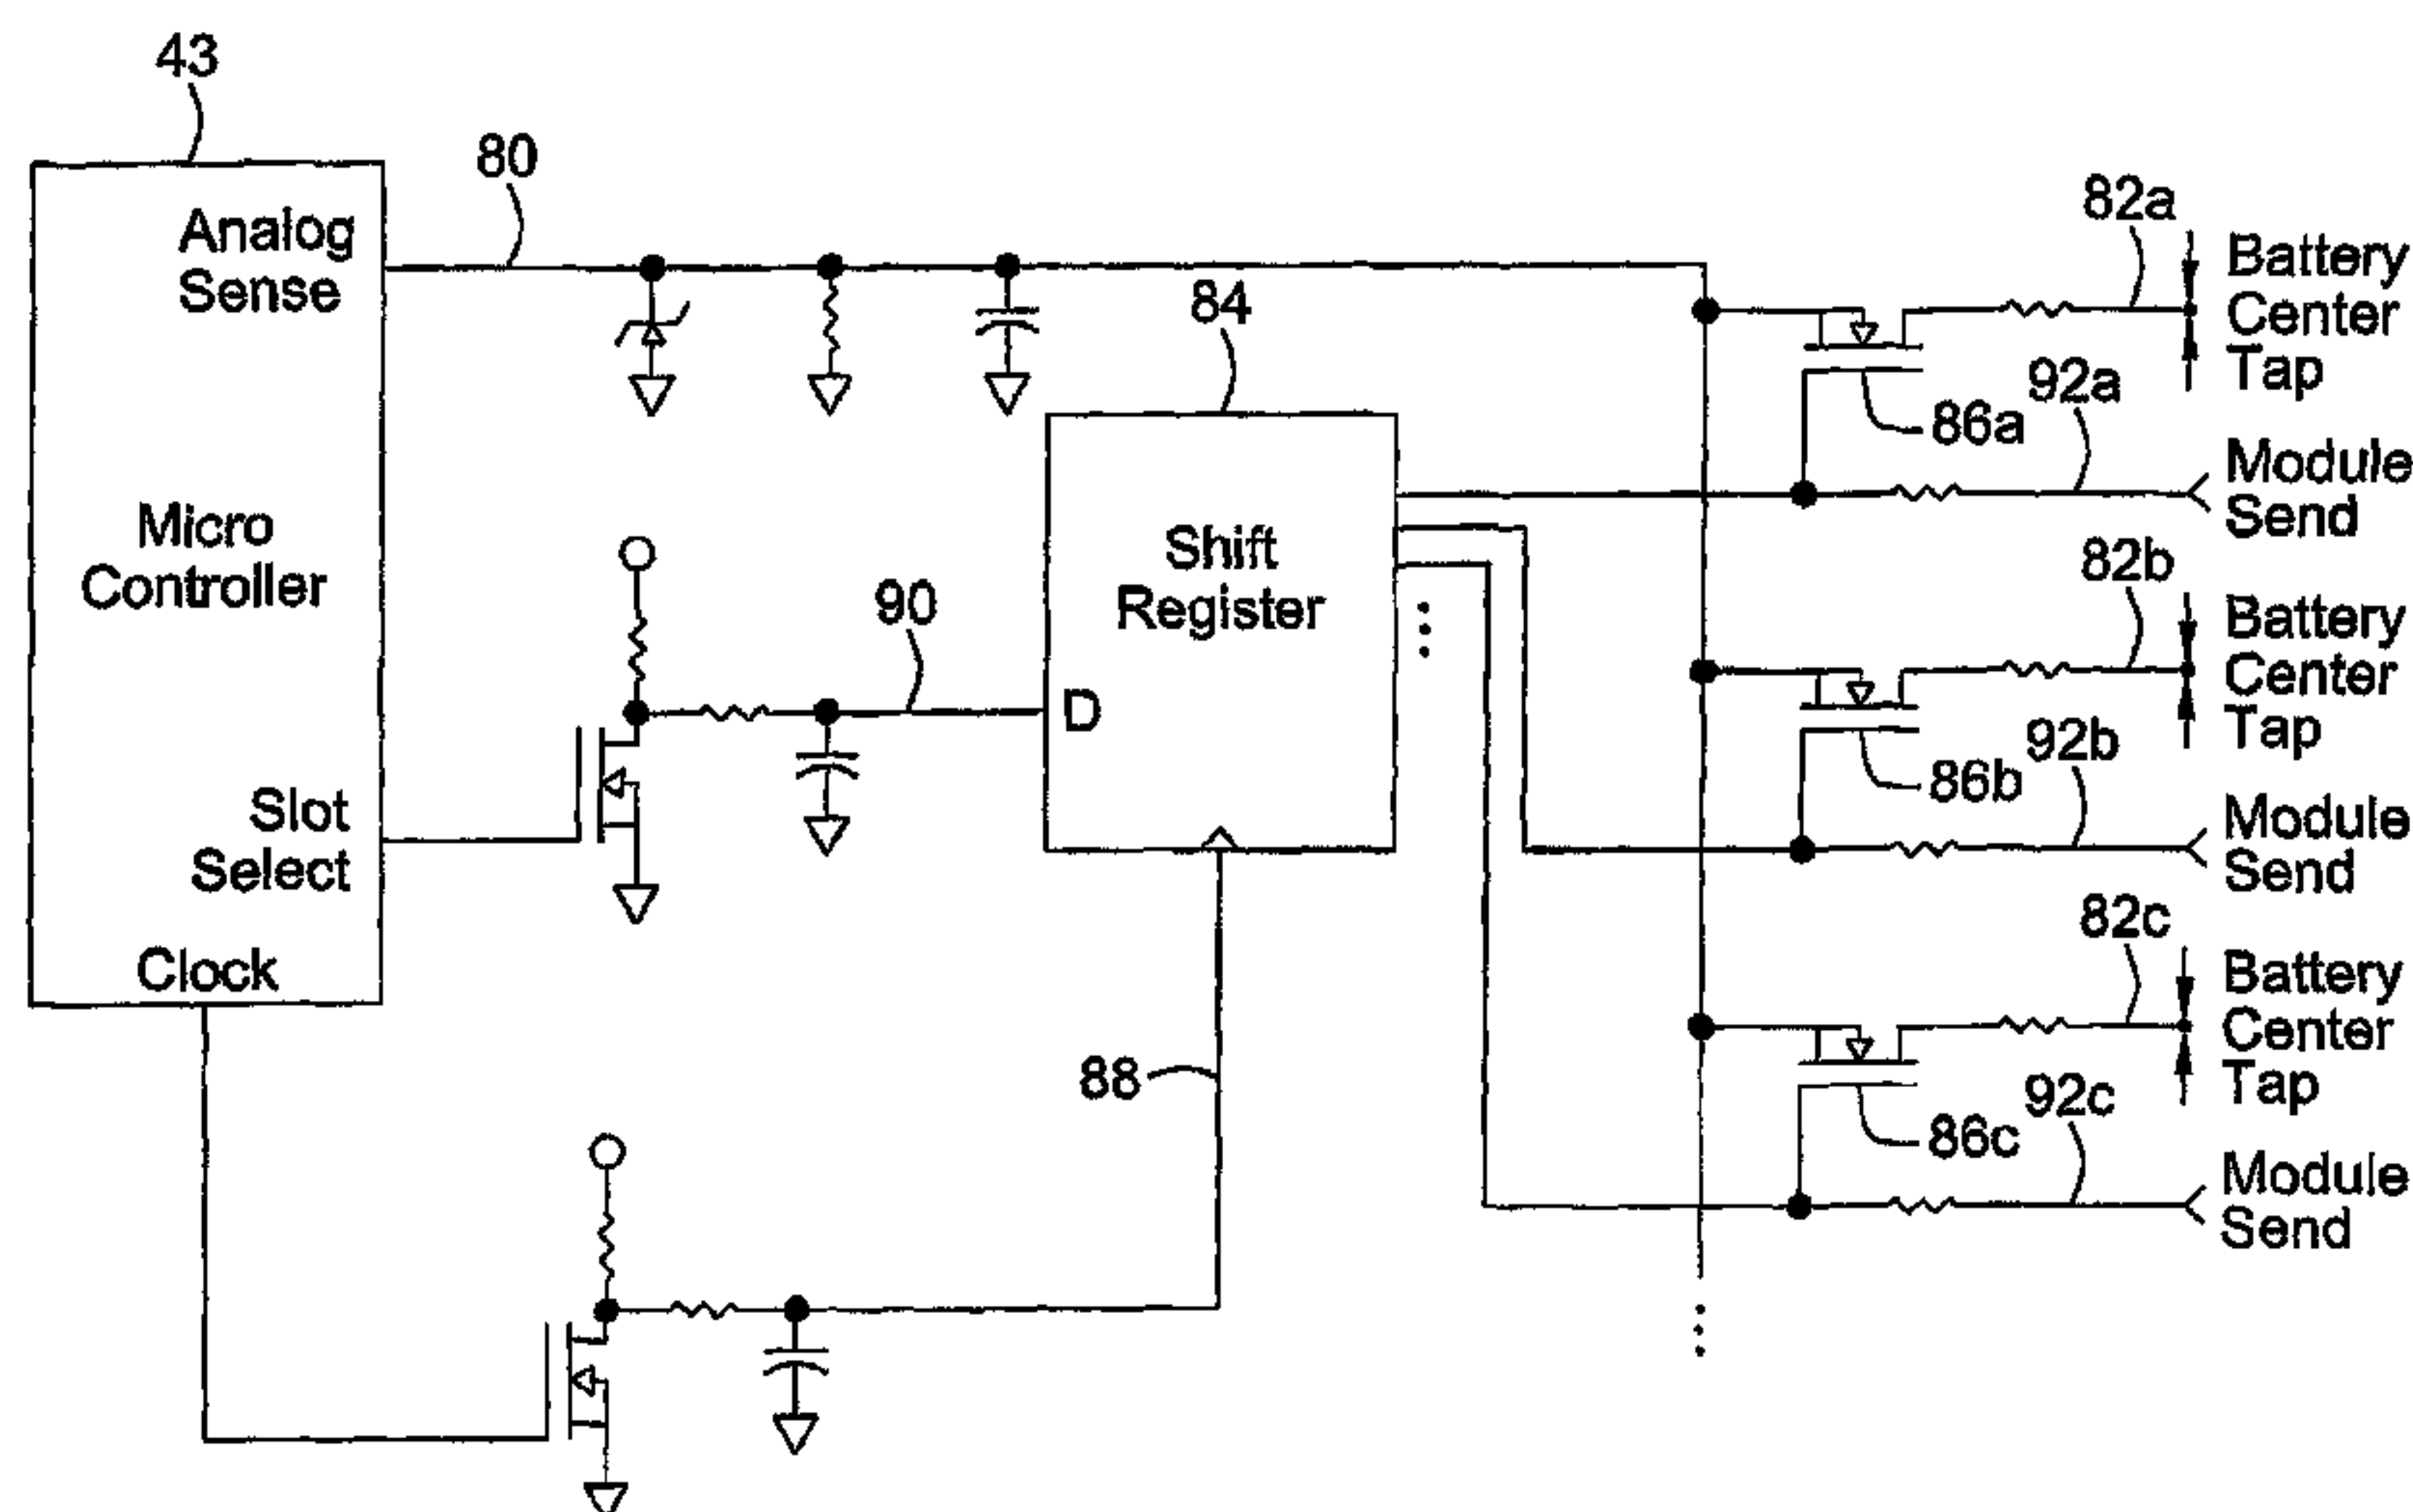 43
80
Analog
Sense
Micro
Controller
Slot
Select
Clock
84
Shift
Register
D
90
88
82a
Battery
Center
Tap
86a
92a
Module
Send
82b
Battery
Center
Tap
86b
92b
Module
Send
82c
Battery
Center
Tap
86c
92c
Module
Send